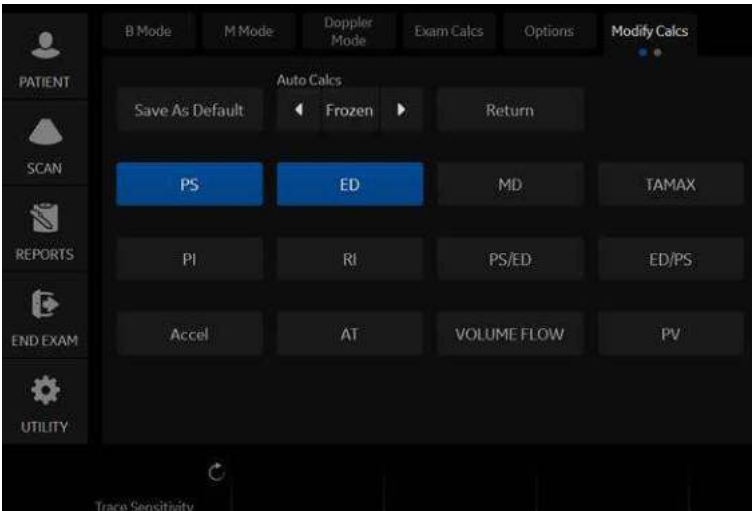 B Mode
M Mode
Doppler
Mode
Exam Calcs
Options
Modify Calcs
PATIENT
Auto Calcs
Save As Default
Frozen
Return
SCAN
PS
ED
MD
TAMAX
REPORTS
PI
RI
PS/ED
ED/PS
END EXAM
Accel
AT
VOLUME FLOW
PV
UTILITY
Trace Sensitivity